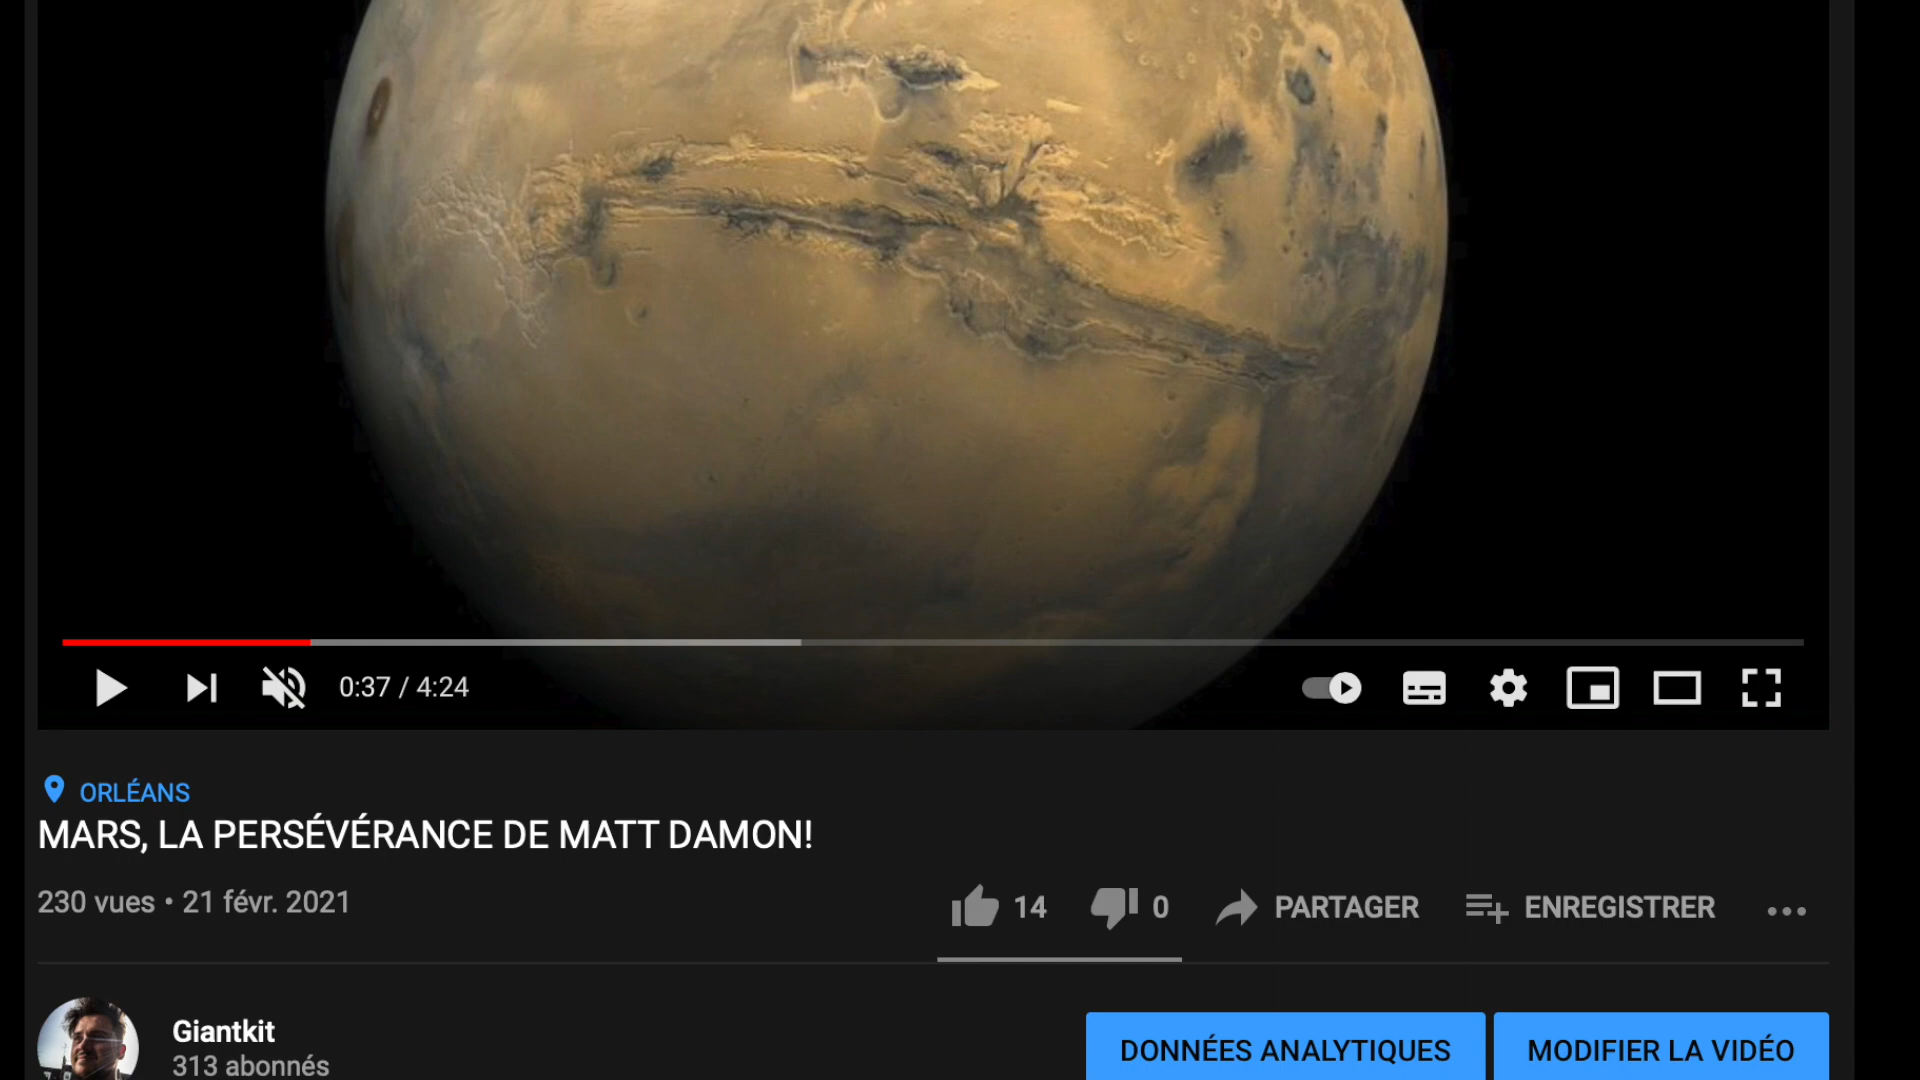 0:37 / 4:24
ORLÉANS
MARS, LA PERSÉVÉRANCE DE MATT DAMON!
230 vues • 21 févr. 2021
14 0 PARTAGER ENREGISTRER
Giantkit
313 abonnés
DONNÉES ANALYTIQUES MODIFIER LA VIDÉO